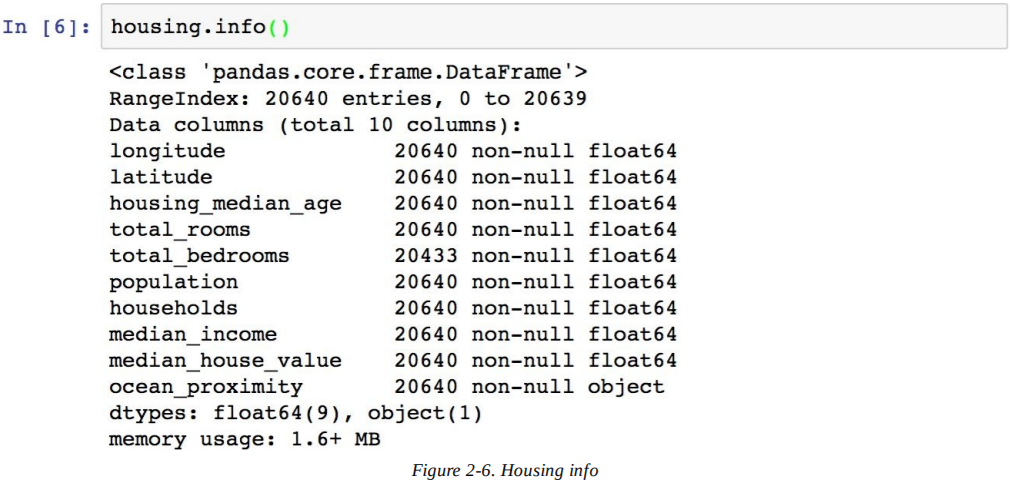 In [6]: housing.info()
<class 'pandas.core.frame.DataFrame'>
RangeIndex: 20640 entries, 0 to 20639
Data columns (total 10 columns):
longitude 20640 non-null float64
latitude 20640 non-null float64
housing_median_age 20640 non-null float64
total_rooms 20640 non-null float64
total_bedrooms 20433 non-null float64
population 20640 non-null float64
households 20640 non-null float64
median_income 20640 non-null float64
median_house_value 20640 non-null float64
ocean_proximity 20640 non-null object
dtypes: float64(9), object(1)
memory usage: 1.6+ MB
Figure 2-6. Housing info